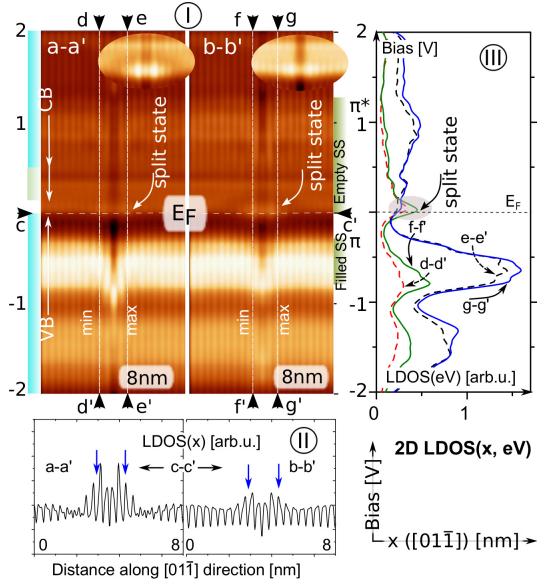 d e I f g
a-a' b-b' Bias [V] III
2 2
CB
π*
1 1
split state split state Empty SS split state
c E_F c' E_F
Filled SS π
f-f'
e-e'
d-d'
g-g'
-1 -1
VB
min max min max
8nm 8nm
LDOS(eV) [arb.u.]
-2 -2
d' e' f' g' 0 1
LDOS(x) [arb.u.] II
a-a' c-c' b-b'
0 8 0 8
Distance along [011̅] direction [nm]
2D LDOS(x, eV)
Bias [V]
x ([011̅]) [nm]